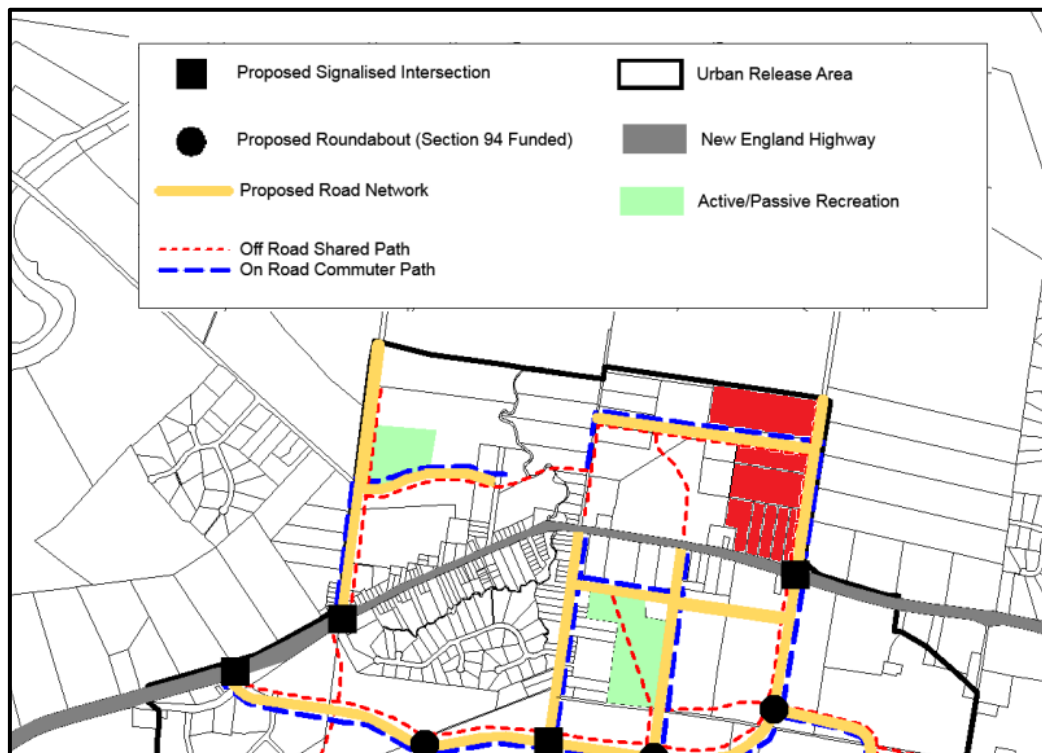 Proposed Signalised Intersection
Urban Release Area
Proposed Roundabout (Section 94 Funded)
New England Highway
Proposed Road Network
Active/Passive Recreation
Off Road Shared Path
On Road Commuter Path